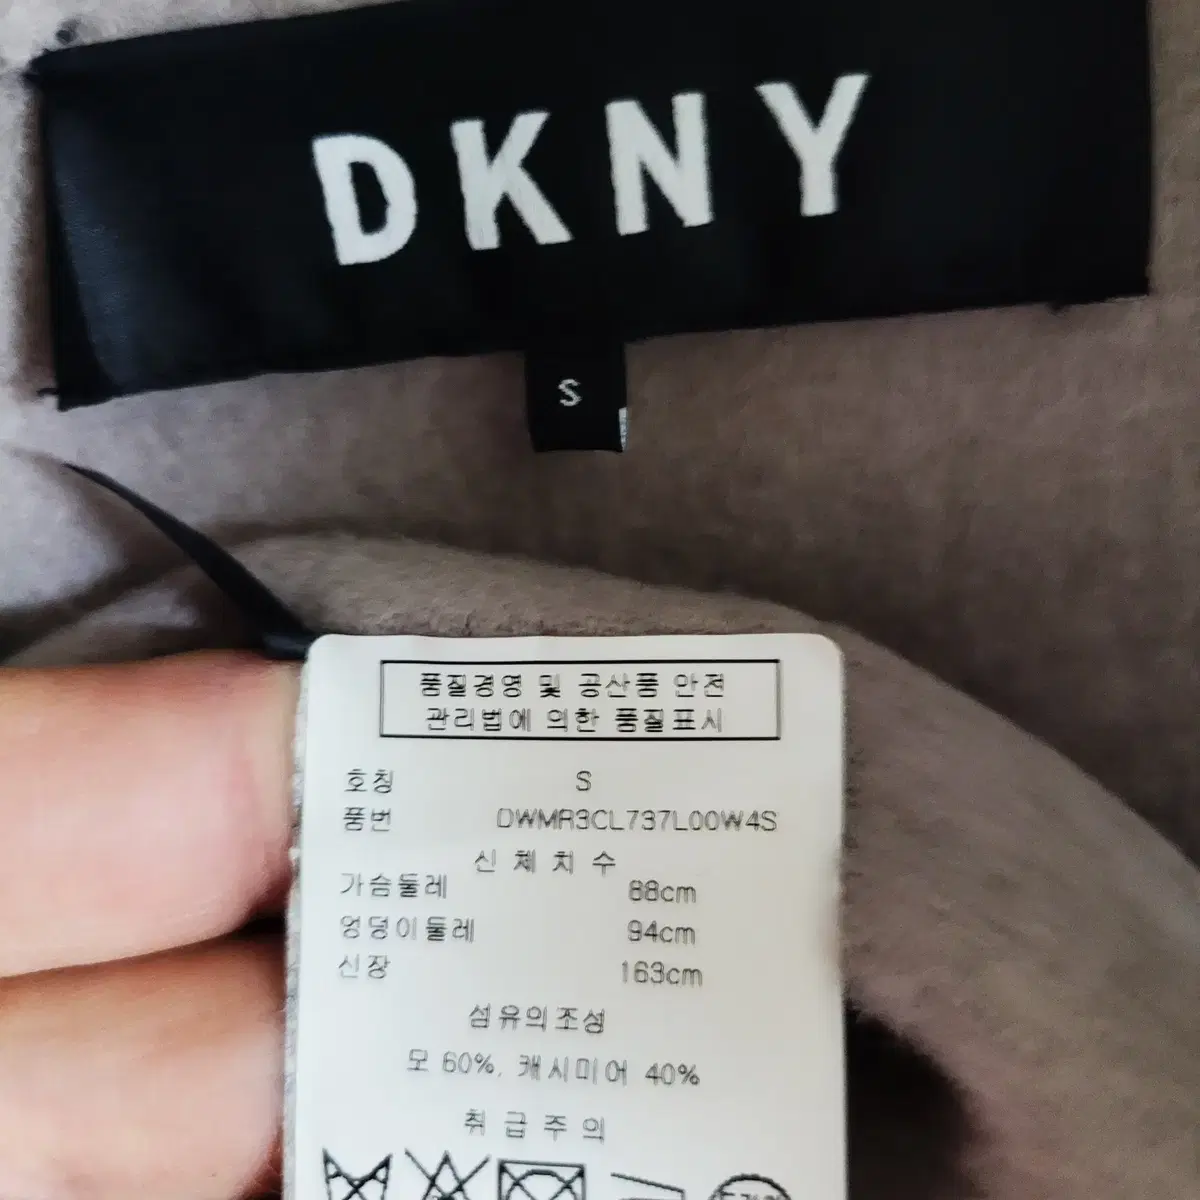 DKNY
S
품질경영 및 공산품 안전
관리법에 의한 품질표시
호칭 S
품번 DWMR3CL737L00W4S
신체치수
가슴둘레 88cm
엉덩이둘레 94cm
신장 163cm
섬유의조성
모 60%, 캐시미어 40%
취급주의